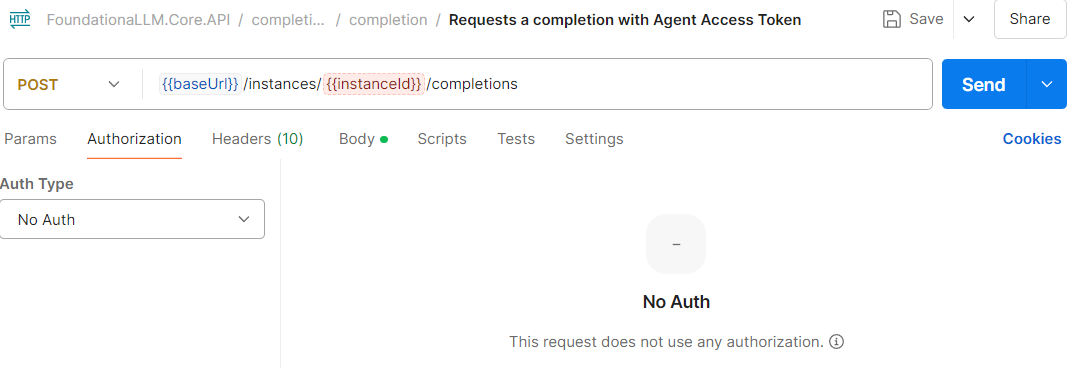 HTTP FoundationaLLM.Core.API / completi... / completion / Requests a completion with Agent Access Token Save Share
POST {{baseUrl}}/instances/{{instanceId}}/completions Send
Params Authorization Headers (10) Body Scripts Tests Settings Cookies
Auth Type
No Auth
–
No Auth
This request does not use any authorization.